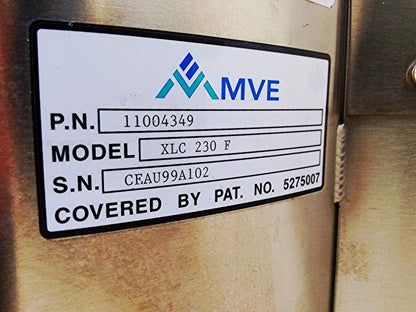 MVE
P.N. 11004349
MODEL XLC 230 F
S.N. CEAU99A102
COVERED BY PAT. NO. 5275007